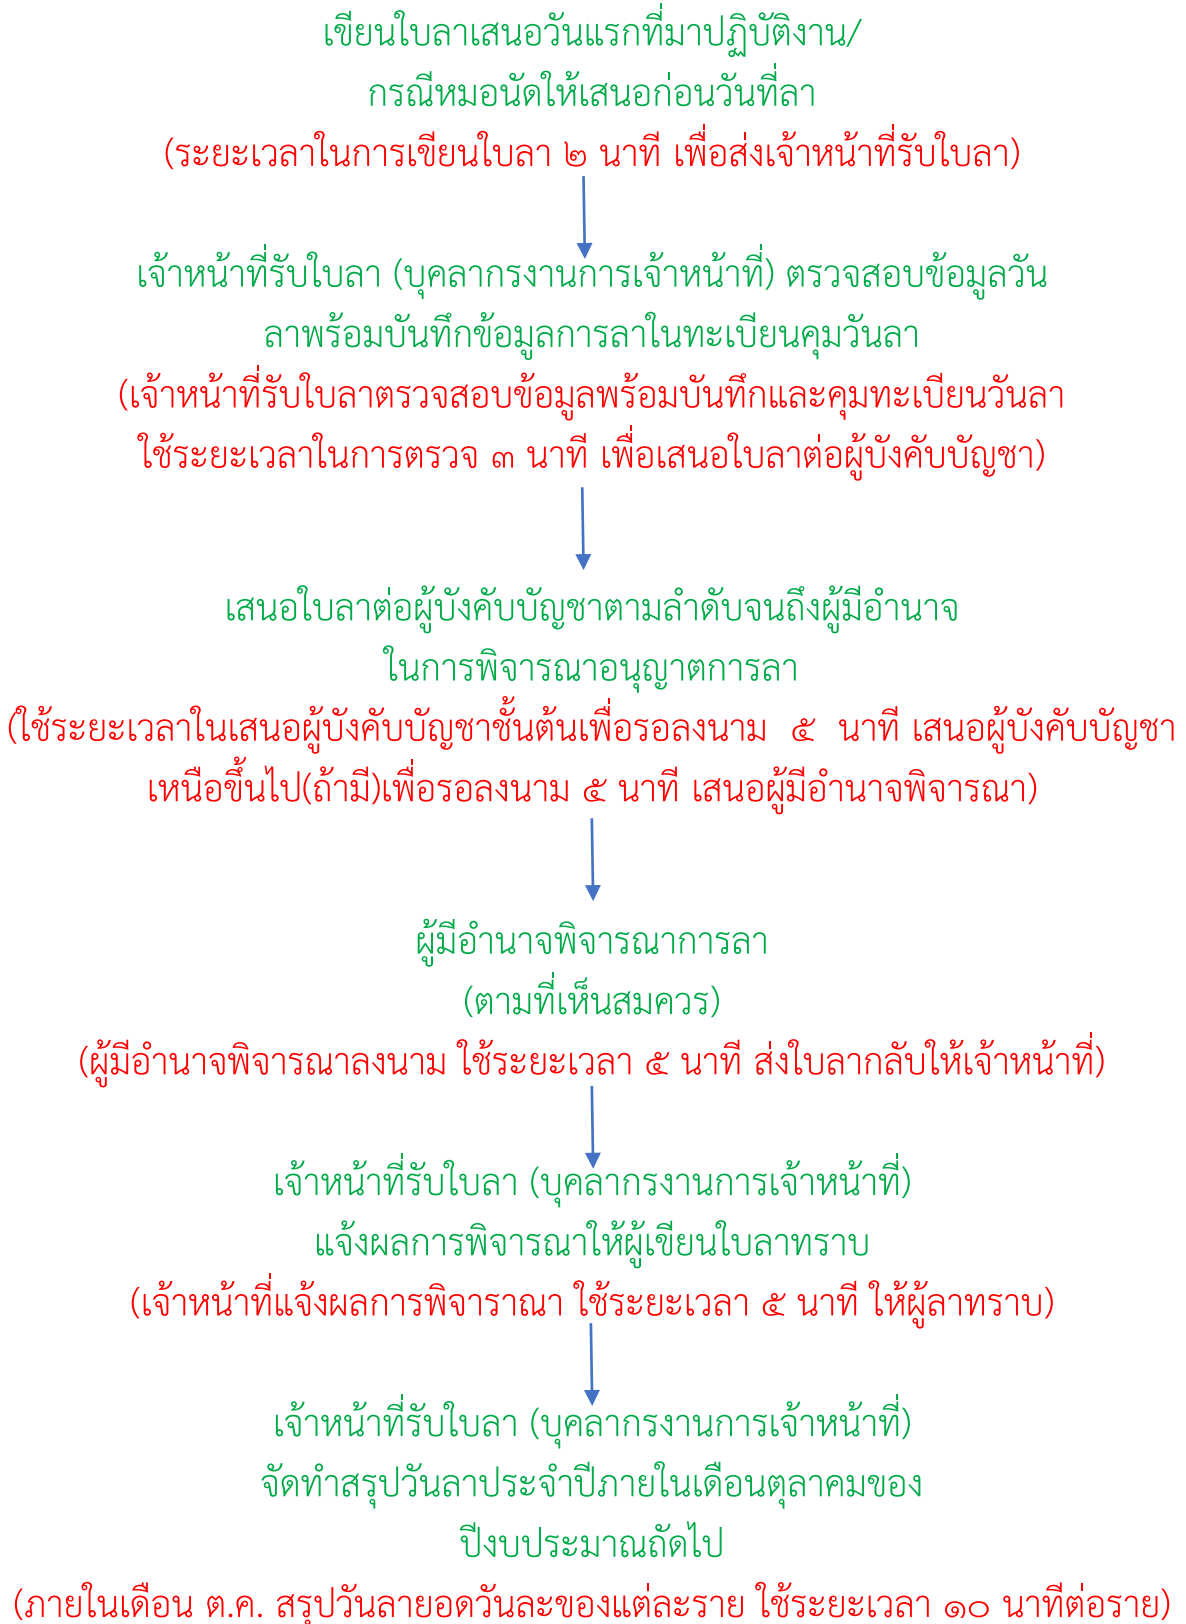 เขียนใบลาเสนอวันแรกที่มาปฏิบัติงาน/
กรณีหมอนัดให้เสนอก่อนวันที่ลา
(ระยะเวลาในการเขียนใบลา ๒ นาที เพื่อส่งเจ้าหน้าที่รับใบลา)
เจ้าหน้าที่รับใบลา (บุคลากรงานการเจ้าหน้าที่) ตรวจสอบข้อมูลวัน
ลาพร้อมบันทึกข้อมูลการลาในทะเบียนคุมวันลา
(เจ้าหน้าที่รับใบลาตรวจสอบข้อมูลพร้อมบันทึกและคุมทะเบียนวันลา
ใช้ระยะเวลาในการตรวจ ๓ นาที เพื่อเสนอใบลาต่อผู้บังคับบัญชา)
เสนอใบลาต่อผู้บังคับบัญชาตามลำดับจนถึงผู้มีอำนาจ
ในการพิจารณาอนุญาตการลา
(ใช้ระยะเวลาในเสนอผู้บังคับบัญชาชั้นต้นเพื่อรอลงนาม ๕ นาที เสนอผู้บังคับบัญชา
เหนือขึ้นไป(ถ้ามี)เพื่อรอลงนาม ๕ นาที เสนอผู้มีอำนาจพิจารณา)
ผู้มีอำนาจพิจารณาการลา
(ตามที่เห็นสมควร)
(ผู้มีอำนาจพิจารณาลงนาม ใช้ระยะเวลา ๕ นาที ส่งใบลากลับให้เจ้าหน้าที่)
เจ้าหน้าที่รับใบลา (บุคลากรงานการเจ้าหน้าที่)
แจ้งผลการพิจารณาให้ผู้เขียนใบลาทราบ
(เจ้าหน้าที่แจ้งผลการพิจาราณา ใช้ระยะเวลา ๕ นาที ให้ผู้ลาทราบ)
เจ้าหน้าที่รับใบลา (บุคลากรงานการเจ้าหน้าที่)
จัดทำสรุปวันลาประจำปีภายในเดือนตุลาคมของ
ปีงบประมาณถัดไป
(ภายในเดือน ต.ค. สรุปวันลายอดวันละของแต่ละราย ใช้ระยะเวลา ๑๐ นาทีต่อราย)